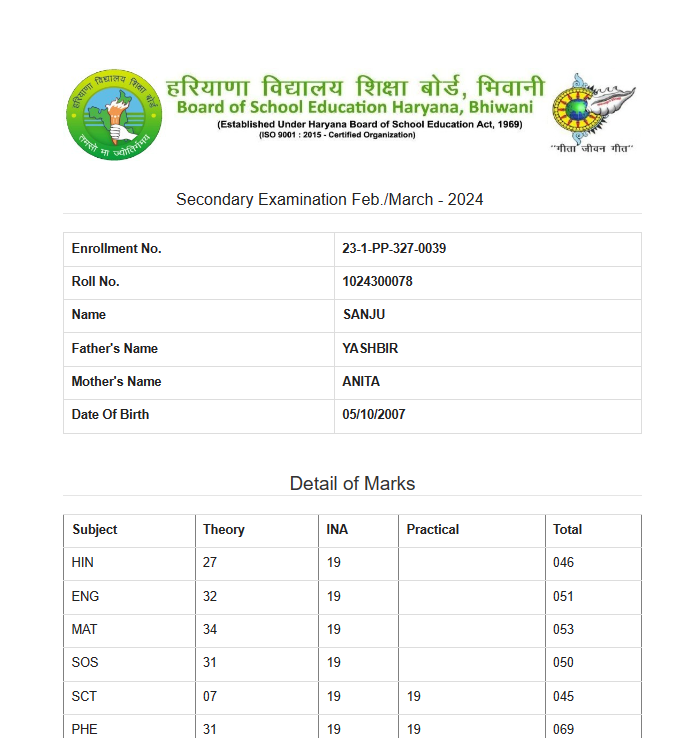 हरियाणा विद्यालय शिक्षा बोर्ड
तमसो मा ज्योतिर्गमय
हरियाणा विद्यालय शिक्षा बोर्ड, भिवानी
Board of School Education Haryana, Bhiwani
(Established Under Haryana Board of School Education Act, 1969)
(ISO 9001 : 2015 - Certified Organization)
"गीता जीवन गीत"
Secondary Examination Feb./March - 2024
Enrollment No. 23-1-PP-327-0039
Roll No. 1024300078
Name SANJU
Father's Name YASHBIR
Mother's Name ANITA
Date Of Birth 05/10/2007
Detail of Marks
Subject Theory INA Practical Total
HIN 27 19 046
ENG 32 19 051
MAT 34 19 053
SOS 31 19 050
SCT 07 19 19 045
PHE 31 19 19 069